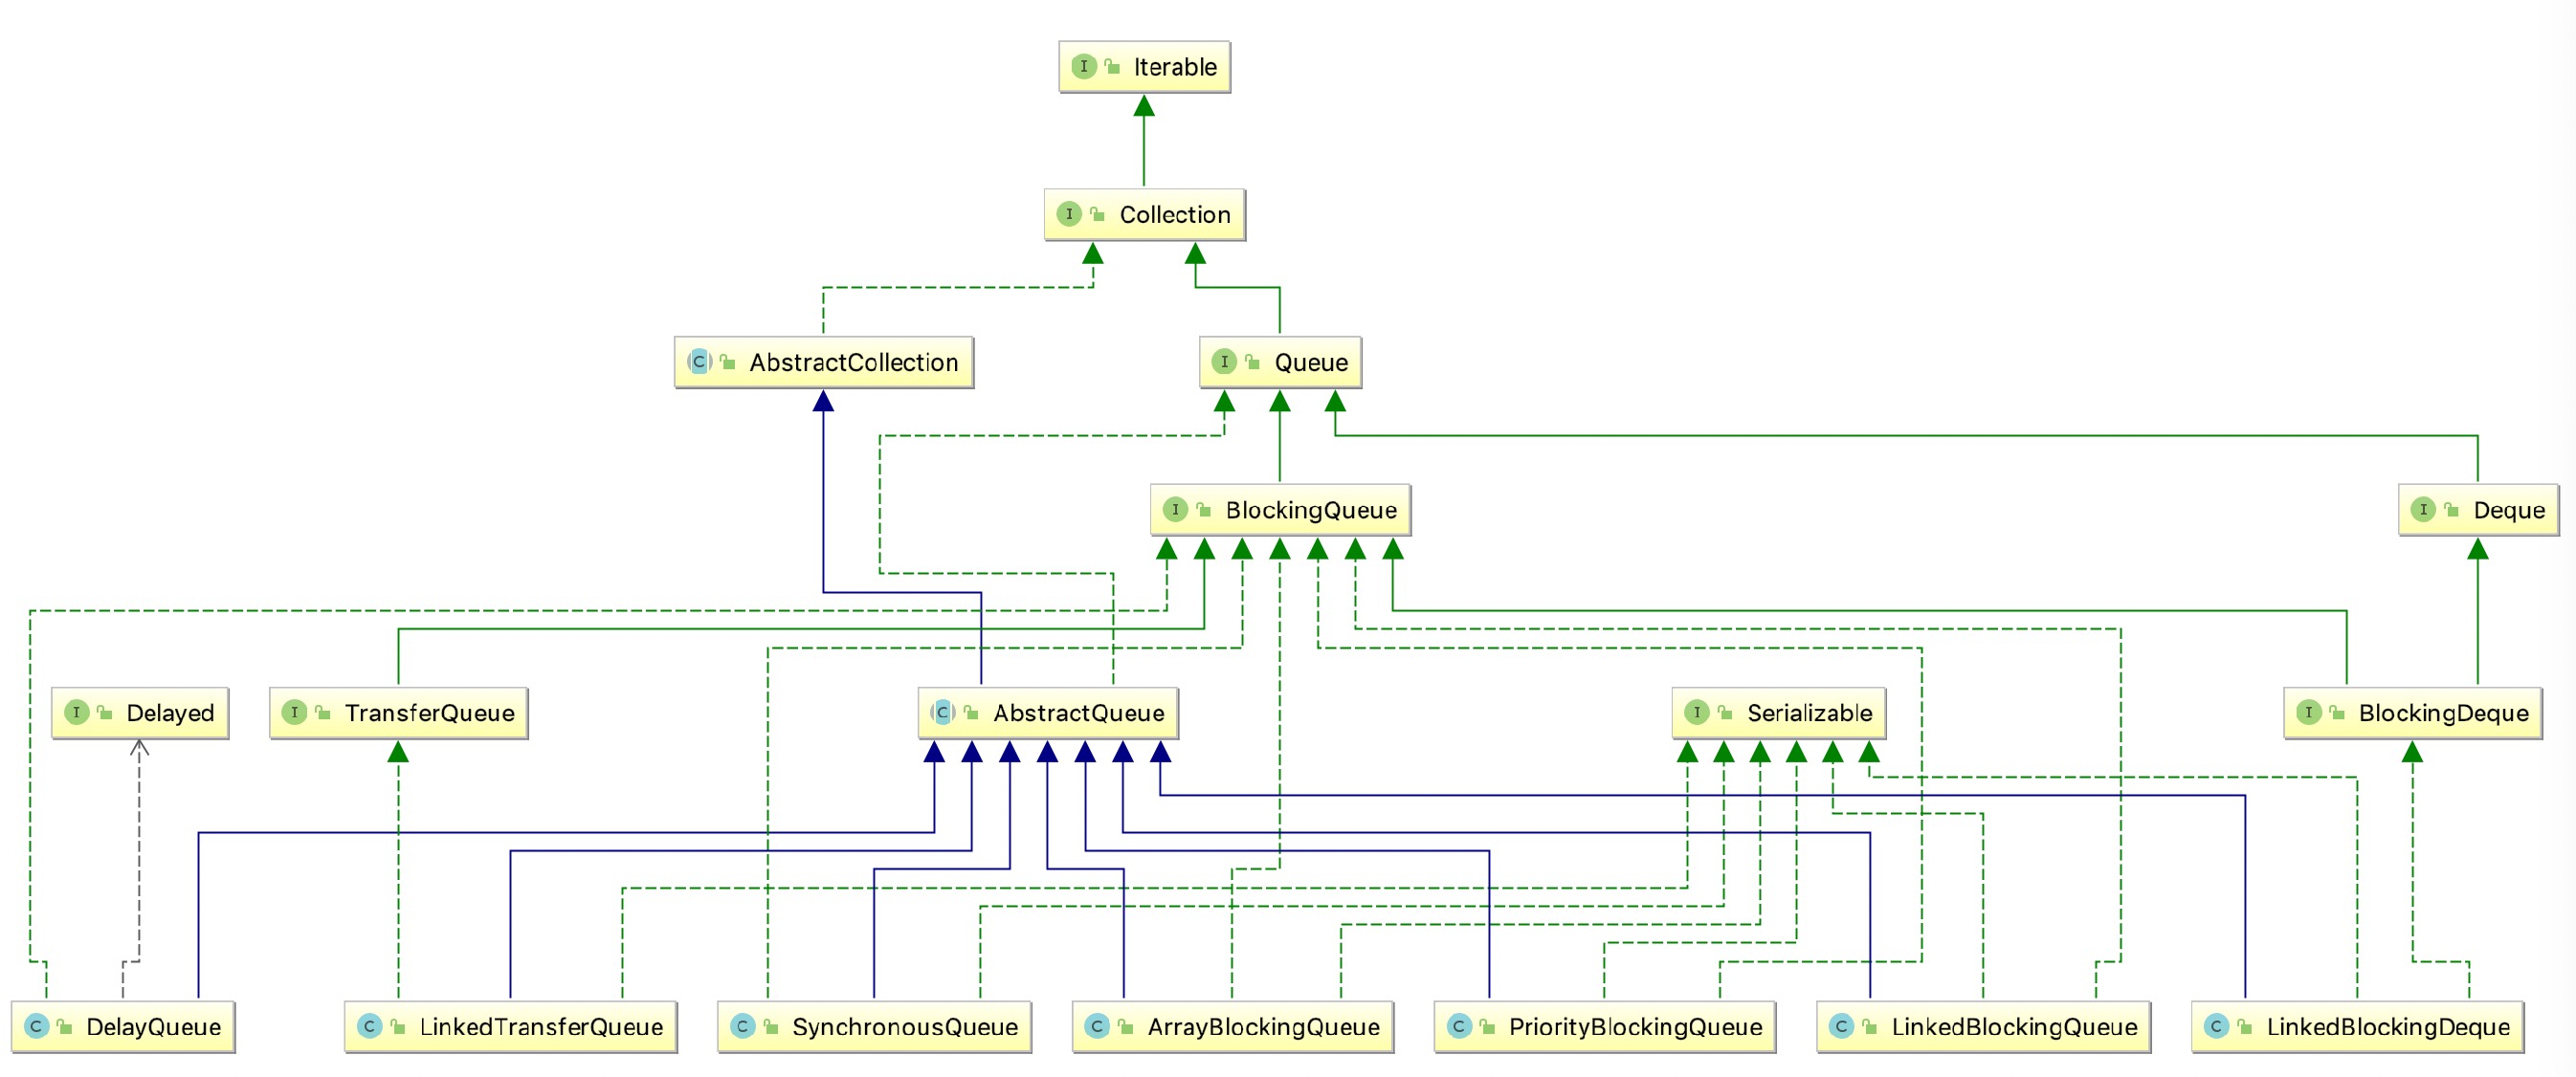 I Iterable
I Collection
C AbstractCollection
I Queue
I BlockingQueue
I Deque
I Delayed
I TransferQueue
C AbstractQueue
I Serializable
I BlockingDeque
C DelayQueue
C LinkedTransferQueue
C SynchronousQueue
C ArrayBlockingQueue
C PriorityBlockingQueue
C LinkedBlockingQueue
C LinkedBlockingDeque